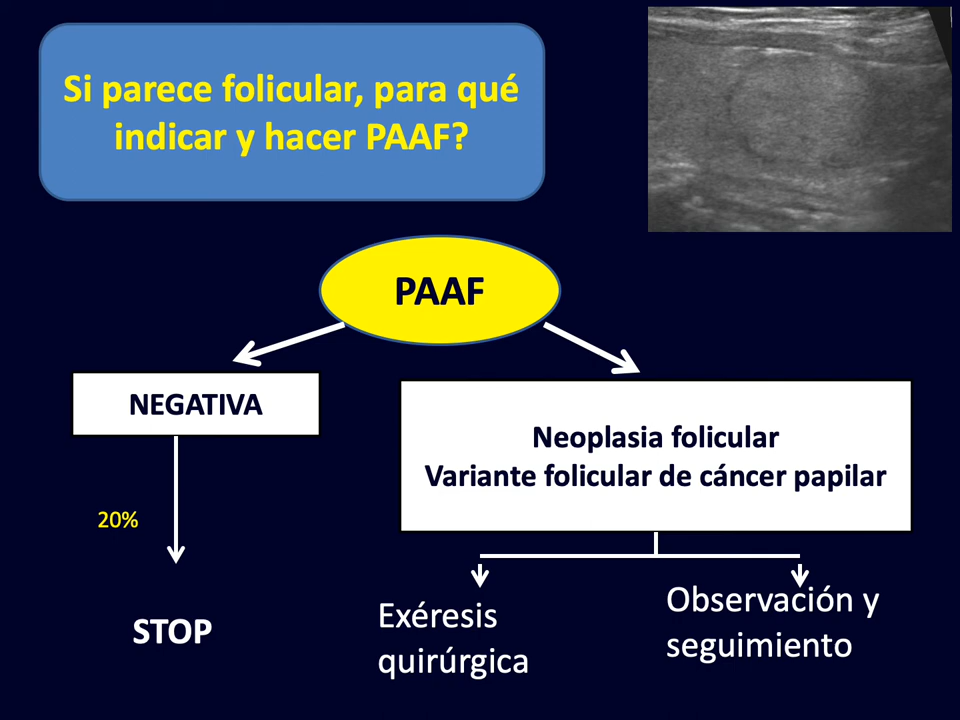 Si parece folicular, para qué
indicar y hacer PAAF?
PAAF
NEGATIVA
Neoplasia folicular
Variante folicular de cáncer papilar
20%
STOP
Exéresis
quirúrgica
Observación y
seguimiento